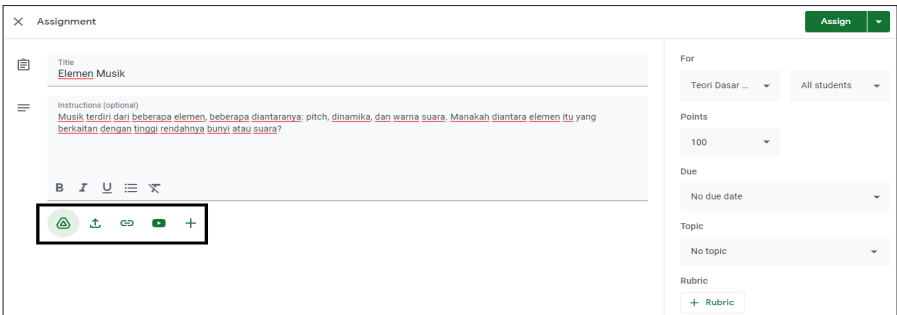 Assignment
Assign
Title
Elemen Musik
Instructions (optional)
Musik terdiri dari beberapa elemen, beberapa diantaranya: pitch, dinamika, dan warna suara. Manakah diantara elemen itu yang
berkaitan dengan tinggi rendahnya bunyi atau suara?
B I U
For
Teori Dasar ... All students
Points
100
Due
No due date
Topic
No topic
Rubric
+ Rubric